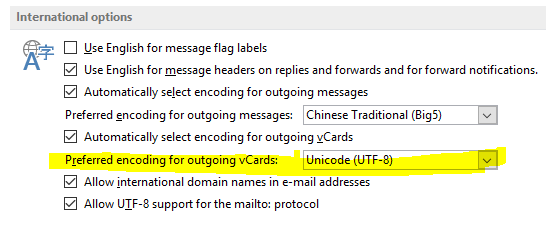 International options
字
A
Use English for message flag labels
Use English for message headers on replies and forwards and for forward notifications.
Automatically select encoding for outgoing messages
Preferred encoding for outgoing messages: Chinese Traditional (Big5)
Automatically select encoding for outgoing vCards
Preferred encoding for outgoing vCards: Unicode (UTF-8)
Allow international domain names in e-mail addresses
Allow UTF-8 support for the mailto: protocol